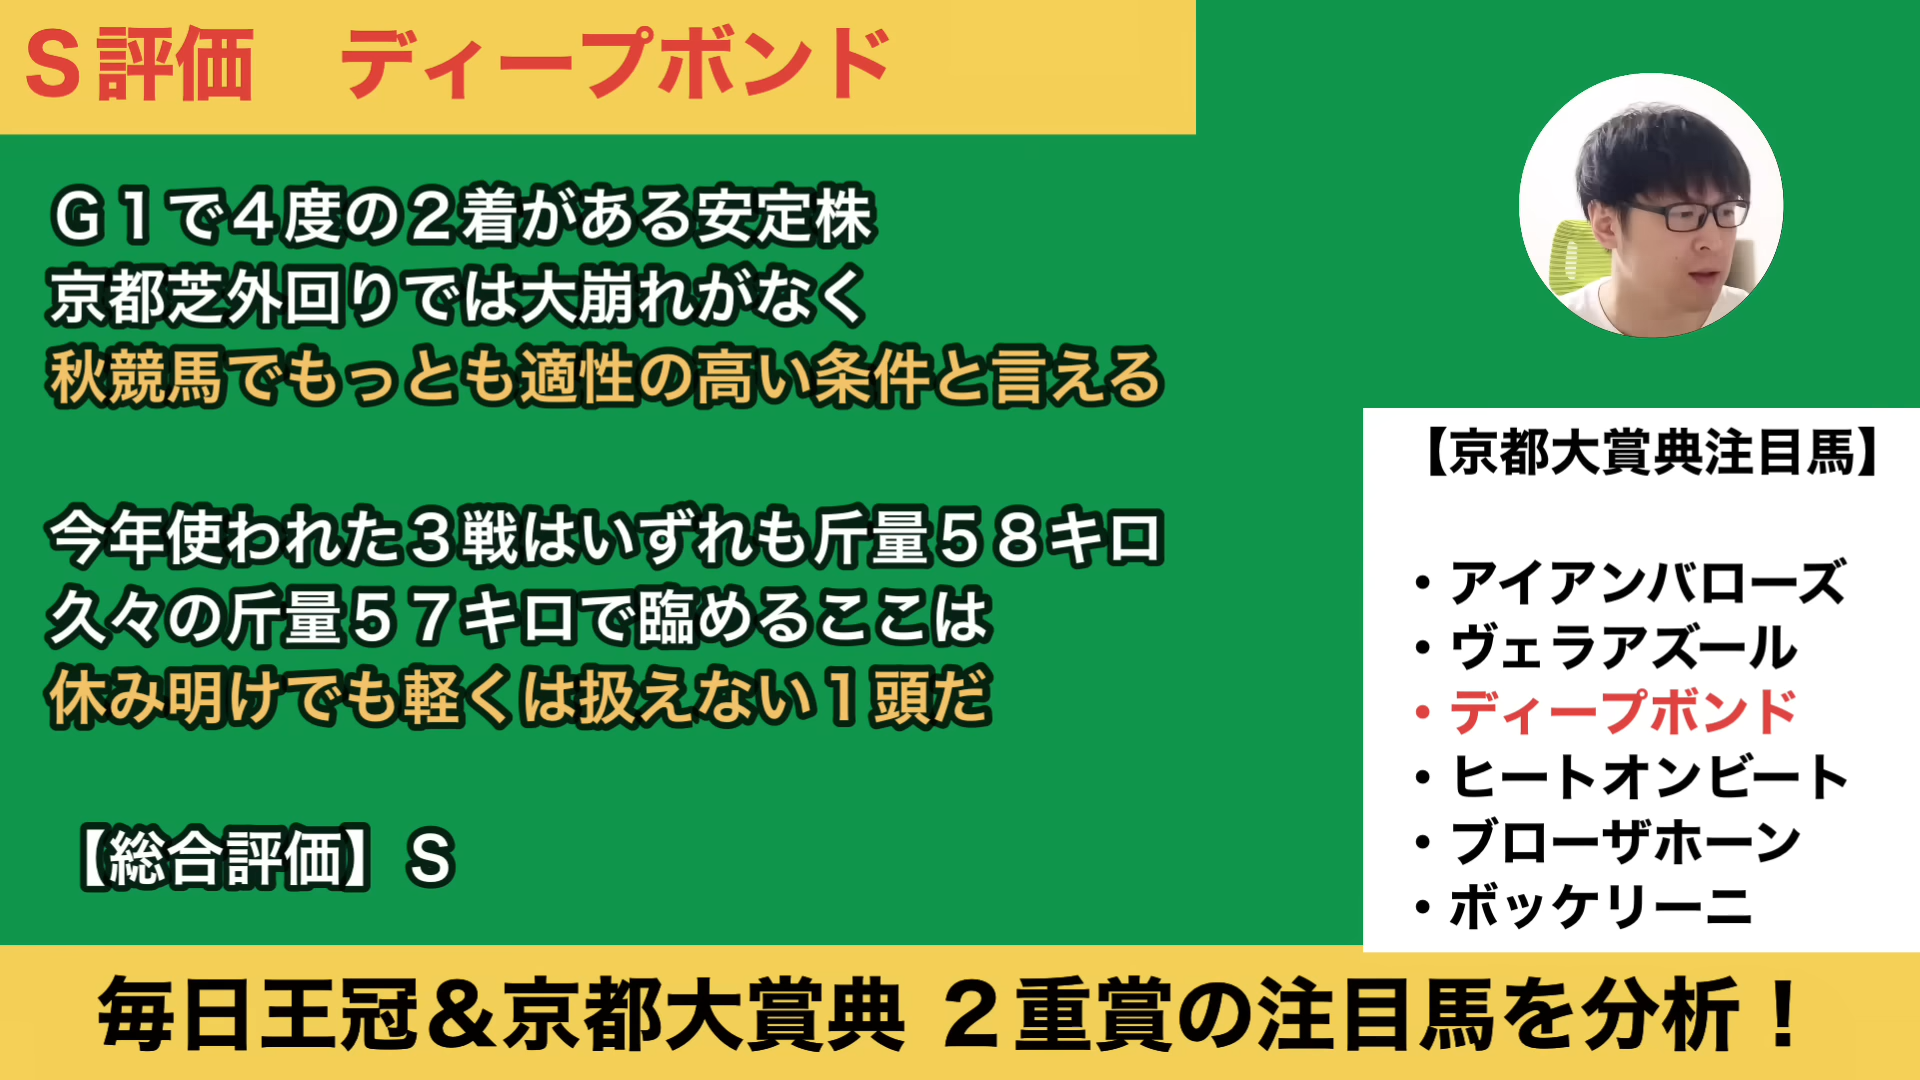 Ｓ評価　ディープボンド
Ｇ１で４度の２着がある安定株
京都芝外回りでは大崩れがなく
秋競馬でもっとも適性の高い条件と言える
今年使われた３戦はいずれも斤量５８キロ
久々の斤量５７キロで臨めるここは
休み明けでも軽くは扱えない１頭だ
【総合評価】Ｓ
【京都大賞典注目馬】
・アイアンバローズ
・ヴェラアズール
・ディープボンド
・ヒートオンビート
・ブローザホーン
・ボッケリーニ
毎日王冠＆京都大賞典 ２重賞の注目馬を分析！